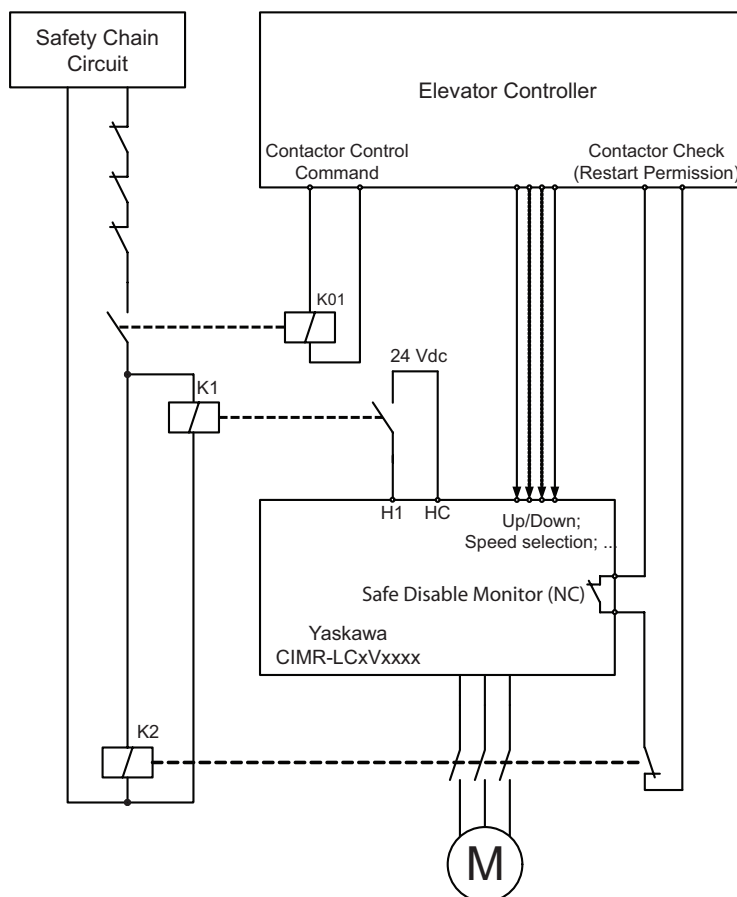 Safety Chain
Circuit
Elevator Controller
Contactor Control
Command
Contactor Check
(Restart Permission)
K01
24 Vdc
K1
H1
HC
Up/Down;
Speed selection; ...
Safe Disable Monitor (NC)
Yaskawa
CIMR-LCxVxxxx
K2
M